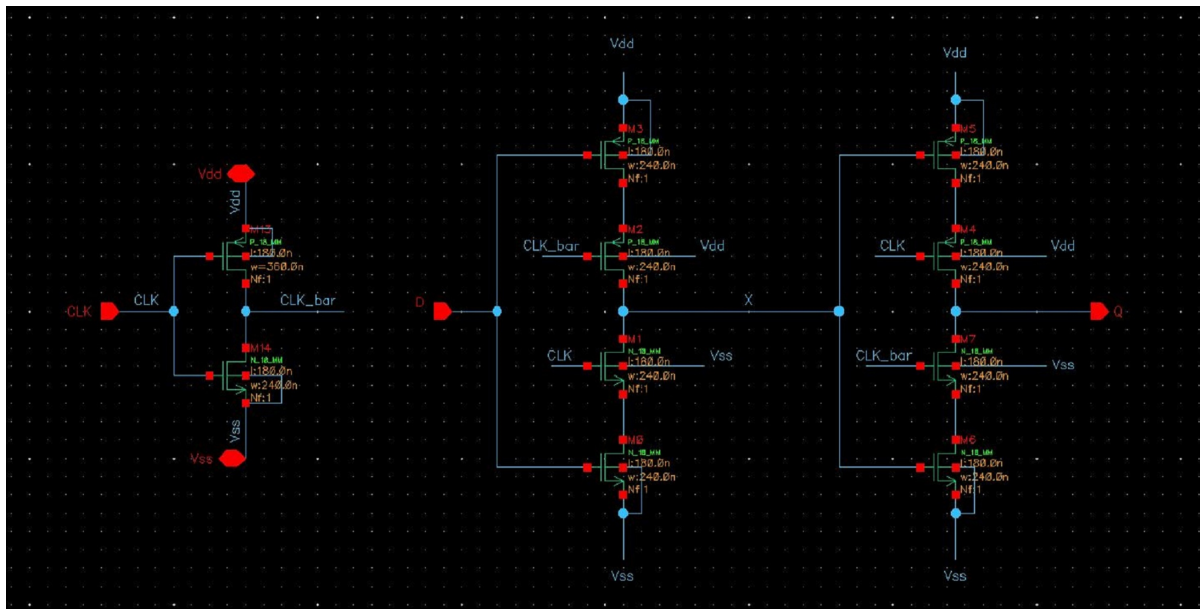 Vdd
Vdd
M13
P_18_MM
l:180.0n
w=360.0n
Nf:1
CLK
CLK
CLK_bar
M14
N_18_MM
l:180.0n
w:240.0n
Nf:1
Vss
Vss
Vdd
M3
P_18_MM
l:180.0n
w:240.0n
Nf:1
M2
P_18_MM
l:180.0n
w:240.0n
Nf:1
CLK_bar
Vdd
D
X
M1
N_18_MM
l:180.0n
w:240.0n
Nf:1
CLK
Vss
M0
N_18_MM
l:180.0n
w:240.0n
Nf:1
Vss
Vdd
M5
P_18_MM
l:180.0n
w:240.0n
Nf:1
M4
P_18_MM
l:180.0n
w:240.0n
Nf:1
CLK
Vdd
Q
M7
N_18_MM
l:180.0n
w:240.0n
Nf:1
CLK_bar
Vss
M6
N_18_MM
l:180.0n
w:240.0n
Nf:1
Vss